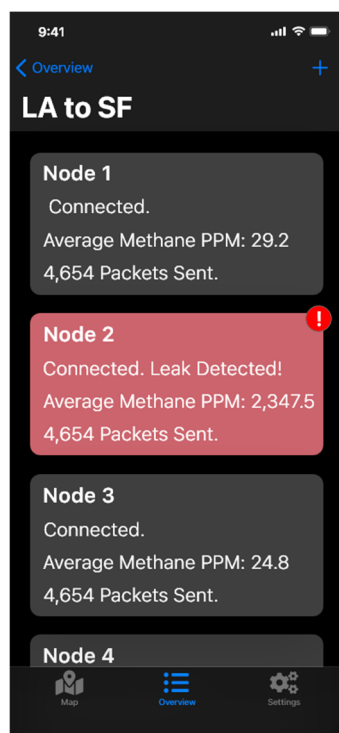 9:41
Overview
LA to SF
Node 1
Connected.
Average Methane PPM: 29.2
4,654 Packets Sent.
Node 2
Connected. Leak Detected!
Average Methane PPM: 2,347.5
4,654 Packets Sent.
Node 3
Connected.
Average Methane PPM: 24.8
4,654 Packets Sent.
Node 4
Map Overview Settings